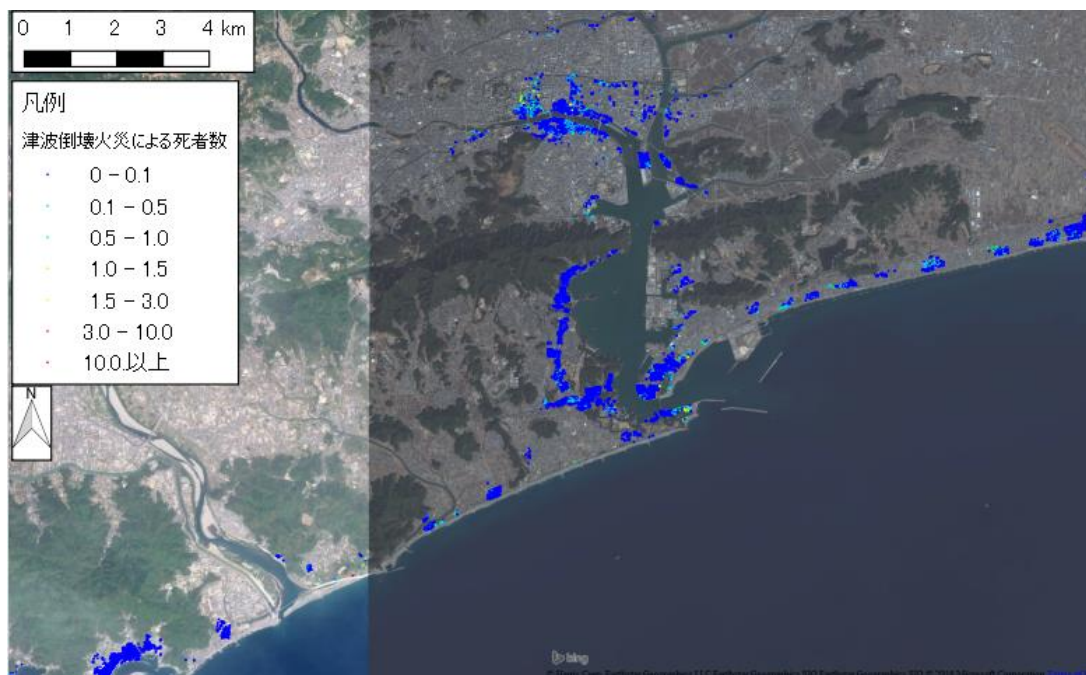 0 1 2 3 4 km
凡例
津波倒壊火災による死者数
0 – 0.1
0.1 – 0.5
0.5 – 1.0
1.0 – 1.5
1.5 – 3.0
3.0 – 10.0
10.0.以上
N
bing